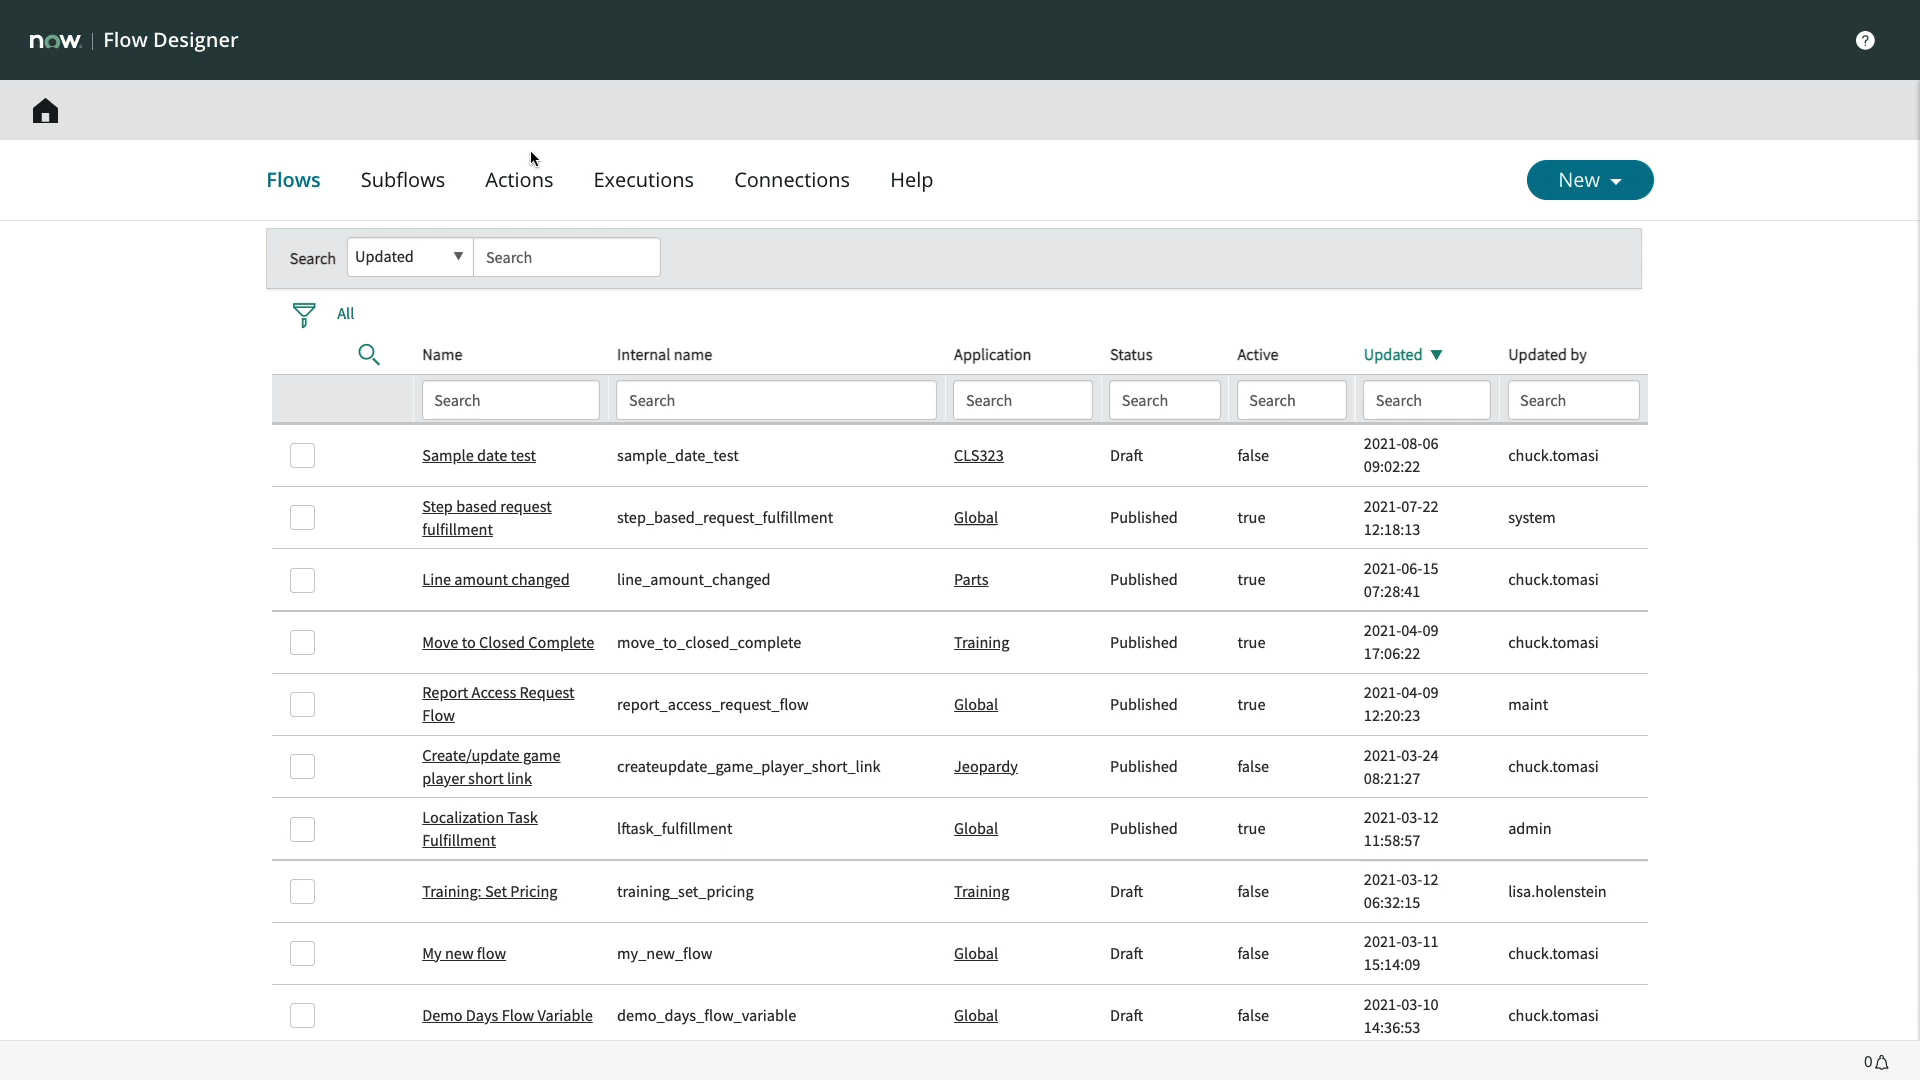 now | Flow Designer
?
Flows Subflows Actions Executions Connections Help New
Search Updated Search
All
Name Internal name Application Status Active Updated Updated by
Search Search Search Search Search Search Search
Sample date test sample_date_test CLS323 Draft false 2021-08-06 09:02:22 chuck.tomasi
Step based request fulfillment step_based_request_fulfillment Global Published true 2021-07-22 12:18:13 system
Line amount changed line_amount_changed Parts Published true 2021-06-15 07:28:41 chuck.tomasi
Move to Closed Complete move_to_closed_complete Training Published true 2021-04-09 17:06:22 chuck.tomasi
Report Access Request Flow report_access_request_flow Global Published true 2021-04-09 12:20:23 maint
Create/update game player short link createupdate_game_player_short_link Jeopardy Published false 2021-03-24 08:21:27 chuck.tomasi
Localization Task Fulfillment lftask_fulfillment Global Published true 2021-03-12 11:58:57 admin
Training: Set Pricing training_set_pricing Training Draft false 2021-03-12 06:32:15 lisa.holenstein
My new flow my_new_flow Global Draft false 2021-03-11 15:14:09 chuck.tomasi
Demo Days Flow Variable demo_days_flow_variable Global Draft false 2021-03-10 14:36:53 chuck.tomasi
0